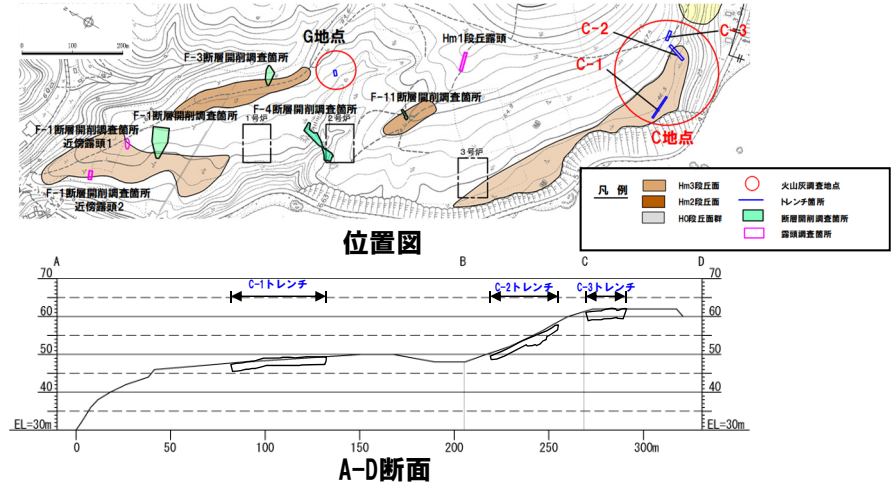 0 100 200m
F-3断層開削調査箇所
G地点
Hm1段丘露頭
C-2
C-3
C-1
C地点
F-11断層開削調査箇所
F-4断層開削調査箇所
F-1断層開削調査箇所
F-1断層開削調査箇所
近傍露頭1
F-1断層開削調査箇所
近傍露頭2
1号炉
2号炉
3号炉
凡 例
Hm3段丘面
Hm2段丘面
H0段丘面群
火山灰調査地点
トレンチ箇所
断層開削調査箇所
露頭調査箇所
位置図
A B C D
C-1トレンチ
C-2トレンチ
C-3トレンチ
70 70
60 60
50 50
40 40
EL=30m EL=30m
0 50 100 150 200 250 300m
A-D断面